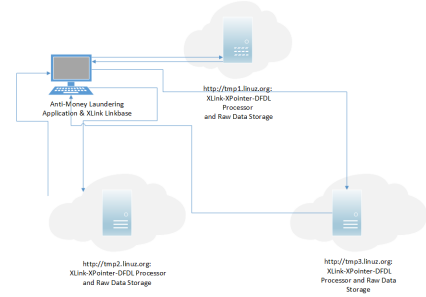 http://tmp1.linuz.org:
XLink-XPointer-DFDL
Processor
and Raw Data Storage
Anti-Money Laundering
Application & XLink Linkbase
http://tmp2.linuz.org:
XLink-XPointer-DFDL Processor
and Raw Data Storage
http://tmp3.linuz.org:
XLink-XPointer-DFDL
Processor and Raw Data
Storage